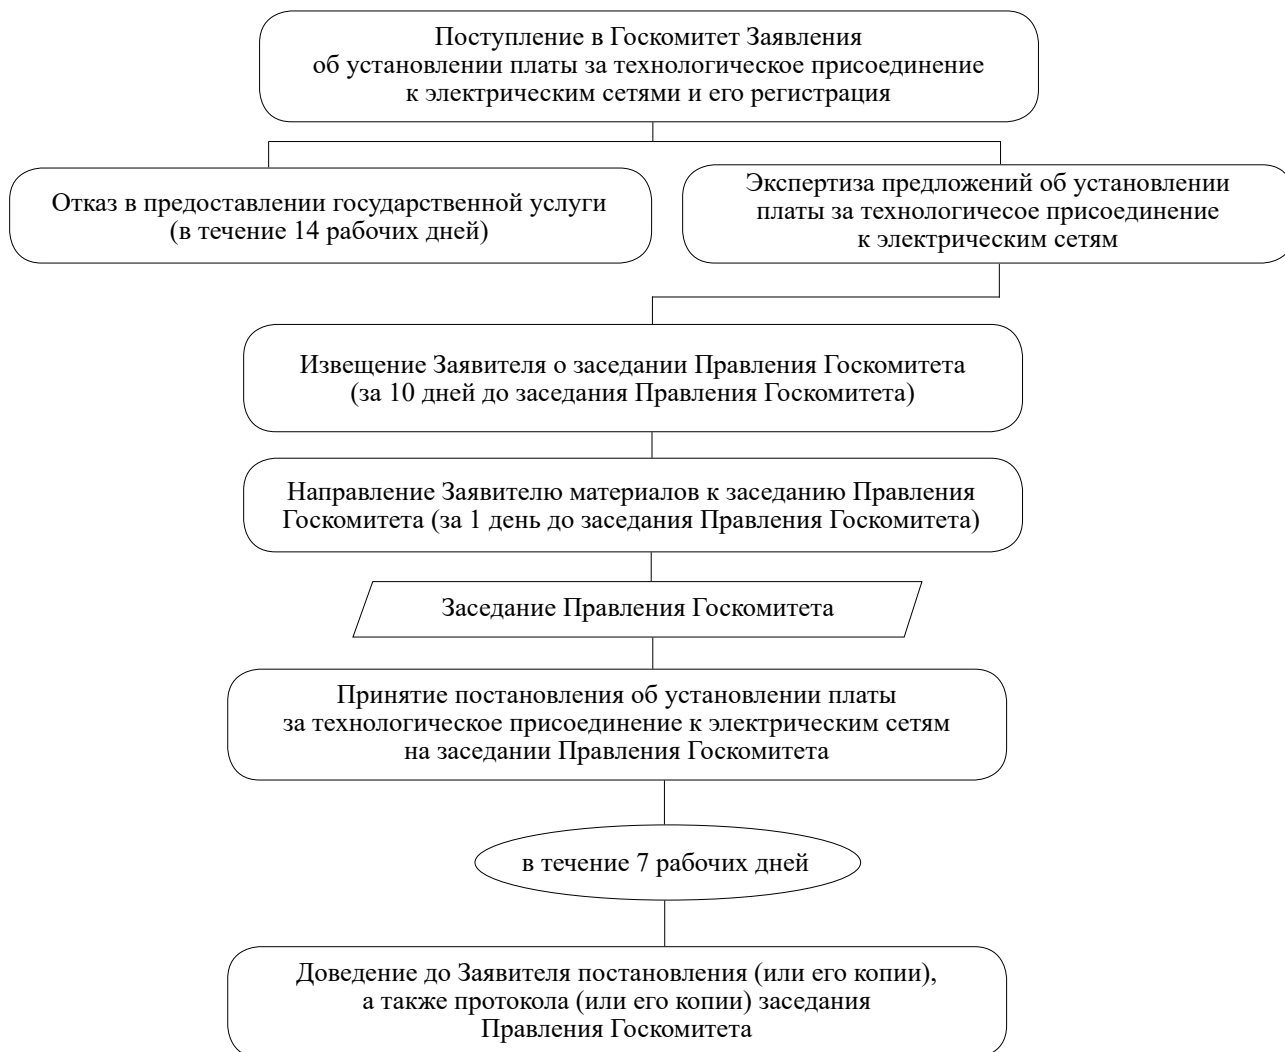 Поступление в Госкомитет Заявления
об установлении платы за технологическое присоединение
к электрическим сетями и его регистрация
Отказ в предоставлении государственной услуги
(в течение 14 рабочих дней)
Экспертиза предложений об установлении
платы за технологичесое присоединение
к электрическим сетям
Извещение Заявителя о заседании Правления Госкомитета
(за 10 дней до заседания Правления Госкомитета)
Направление Заявителю материалов к заседанию Правления
Госкомитета (за 1 день до заседания Правления Госкомитета)
Заседание Правления Госкомитета
Принятие постановления об установлении платы
за технологическое присоединение к электрическим сетям
на заседании Правления Госкомитета
в течение 7 рабочих дней
Доведение до Заявителя постановления (или его копии),
а также протокола (или его копии) заседания
Правления Госкомитета